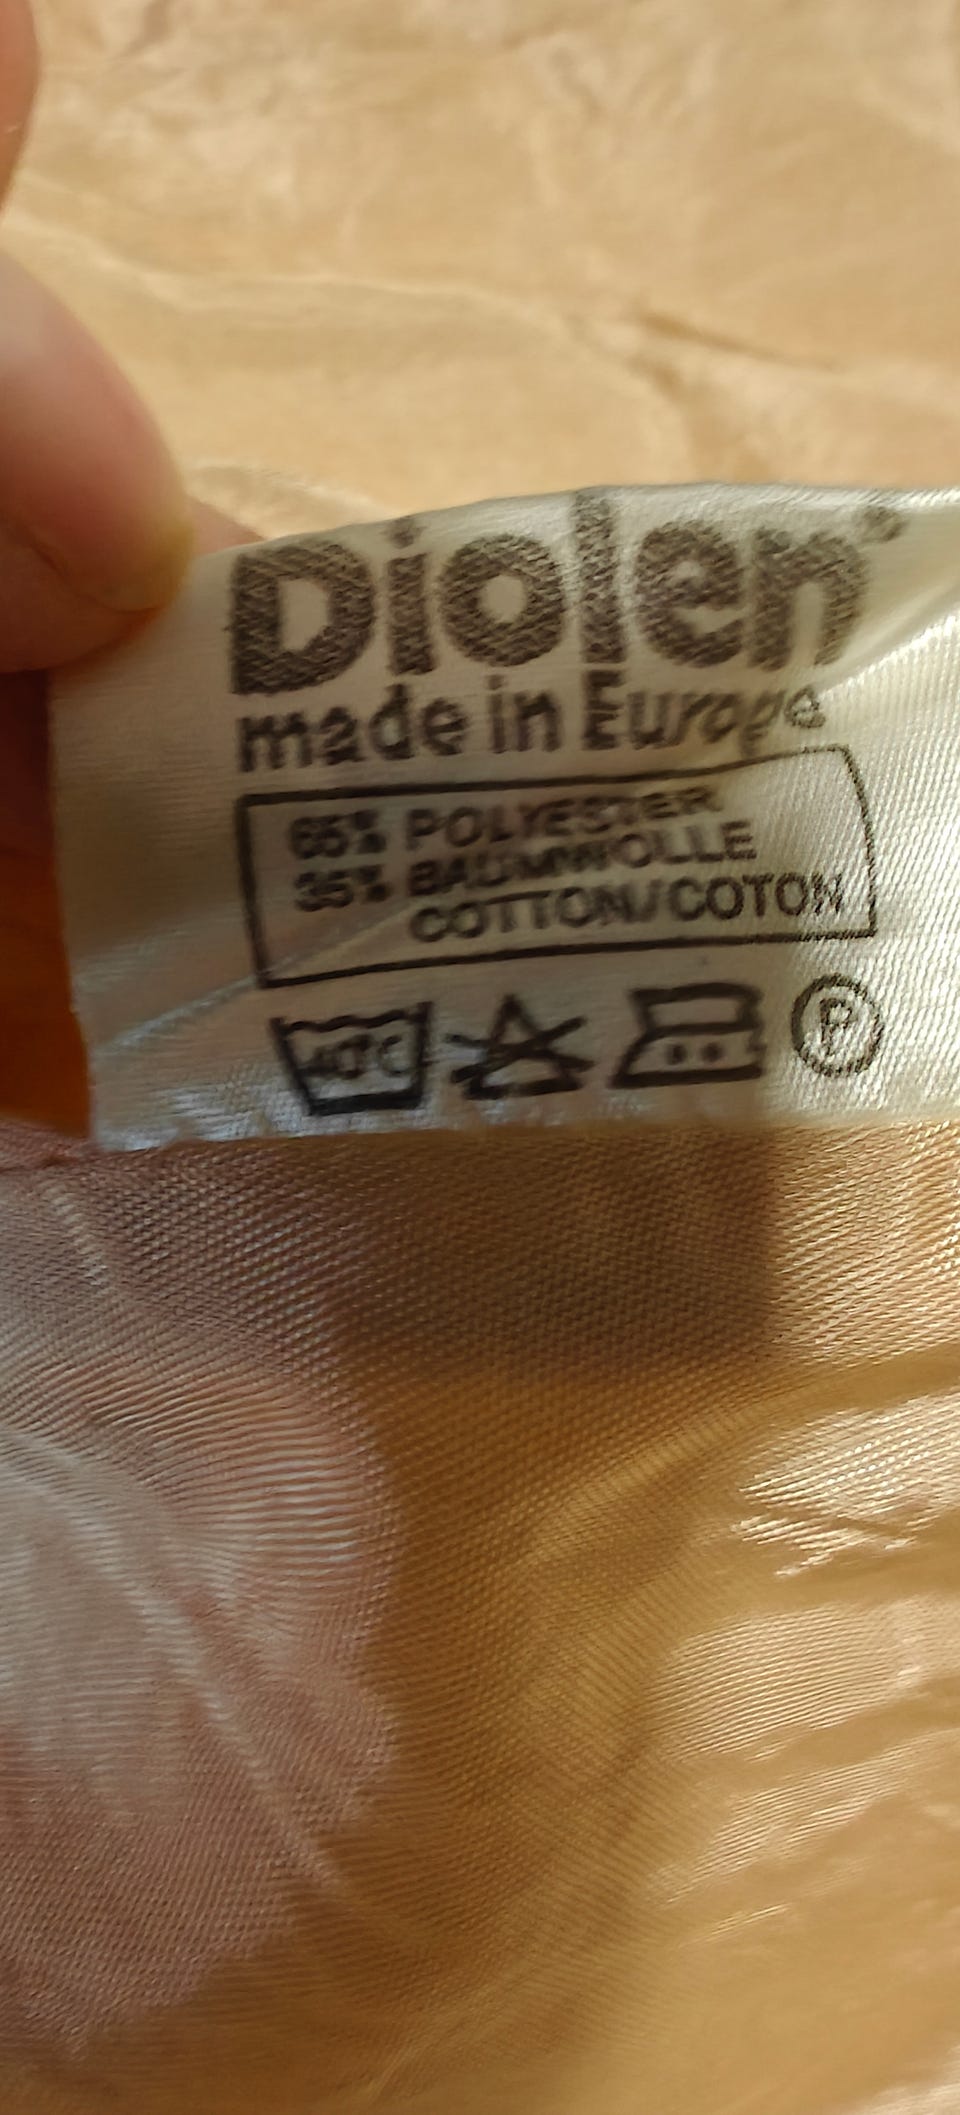 Diolen®
made in Europe
65% POLYESTER
35% BAUMWOLLE
COTTON/COTON
40°C
P